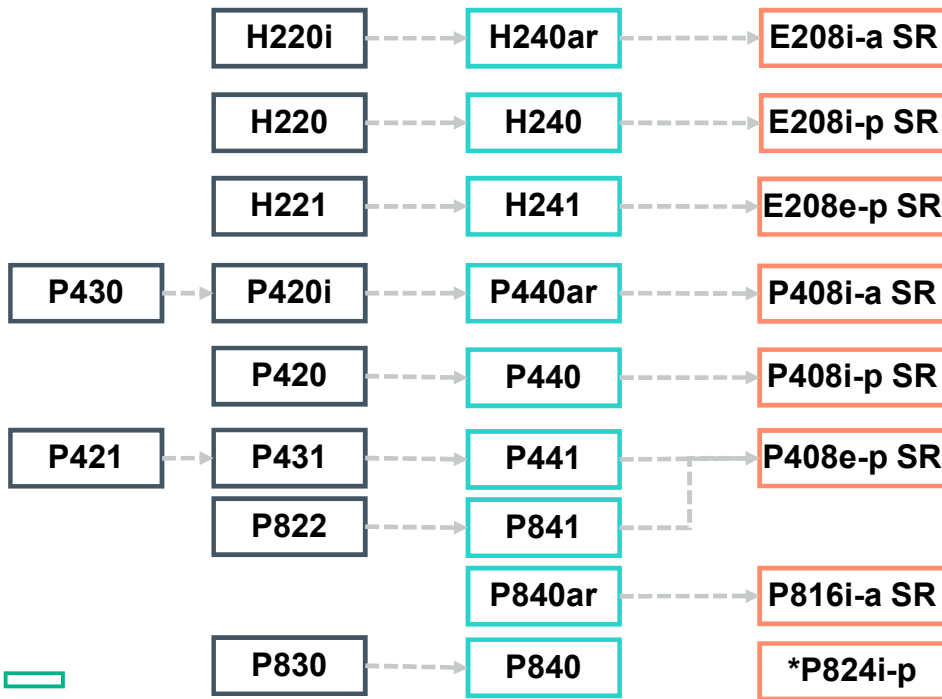 H220i H240ar E208i-a SR
H220 H240 E208i-p SR
H221 H241 E208e-p SR
P430 P420i P440ar P408i-a SR
P420 P440 P408i-p SR
P421 P431 P441 P408e-p SR
P822 P841
P840ar P816i-a SR
P830 P840 *P824i-p